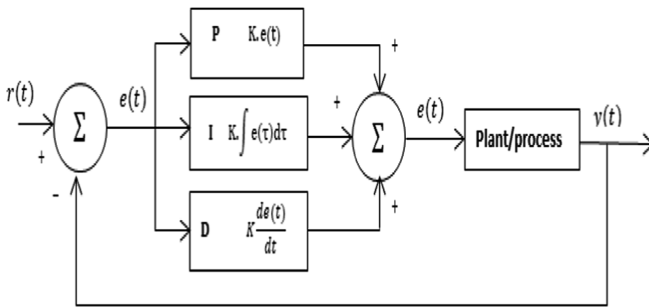 P K.e(t)
+
r(t)
e(t)
+
e(t)
y(t)
Σ
I K.∫ e(τ)dτ
Σ
Plant/process
+
–
+
D K de(t)/dt